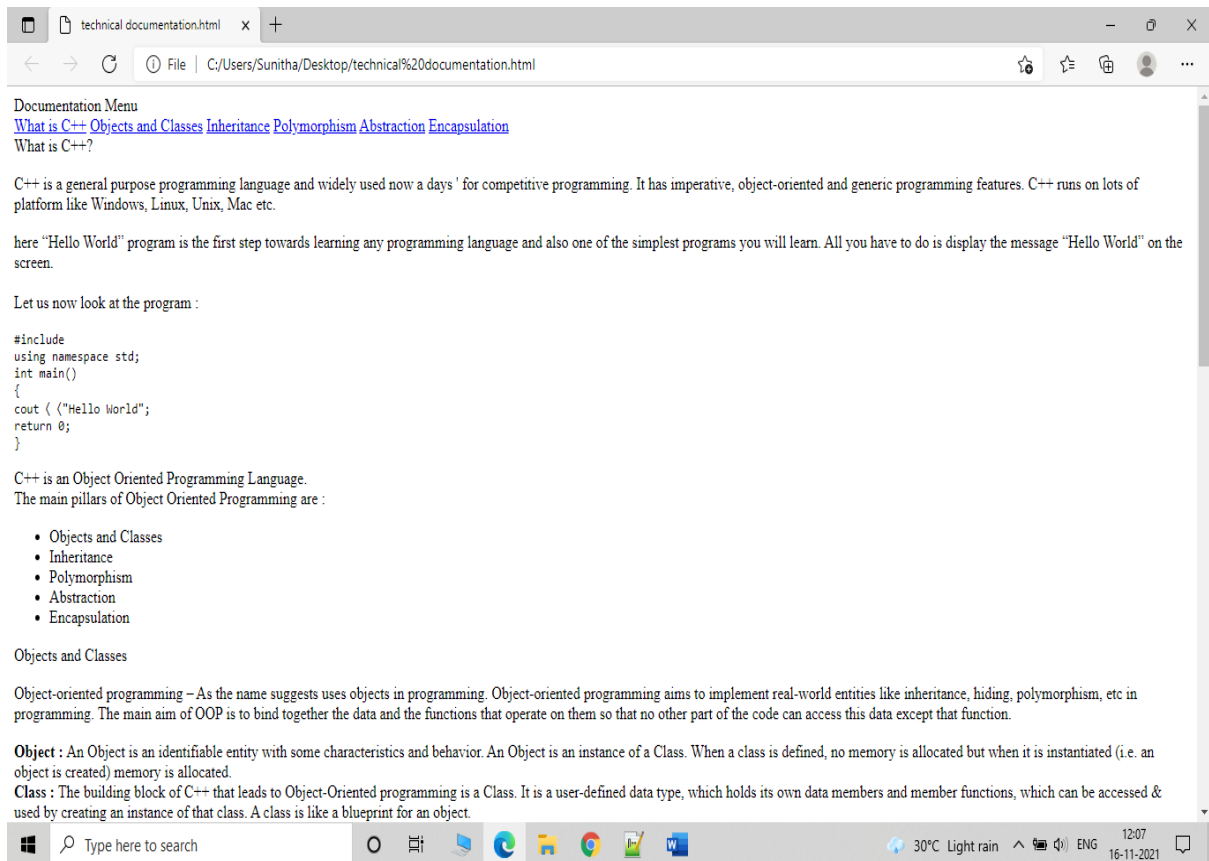 technical documentation.html
File | C:/Users/Sunitha/Desktop/technical%20documentation.html
Documentation Menu
What is C++ Objects and Classes Inheritance Polymorphism Abstraction Encapsulation
What is C++?
C++ is a general purpose programming language and widely used now a days ' for competitive programming. It has imperative, object-oriented and generic programming features. C++ runs on lots of
platform like Windows, Linux, Unix, Mac etc.
here “Hello World” program is the first step towards learning any programming language and also one of the simplest programs you will learn. All you have to do is display the message “Hello World” on the
screen.
Let us now look at the program :
#include
using namespace std;
int main()
{
cout ⟨ ⟨"Hello World";
return 0;
}
C++ is an Object Oriented Programming Language.
The main pillars of Object Oriented Programming are :
• Objects and Classes
• Inheritance
• Polymorphism
• Abstraction
• Encapsulation
Objects and Classes
Object-oriented programming – As the name suggests uses objects in programming. Object-oriented programming aims to implement real-world entities like inheritance, hiding, polymorphism, etc in
programming. The main aim of OOP is to bind together the data and the functions that operate on them so that no other part of the code can access this data except that function.
Object : An Object is an identifiable entity with some characteristics and behavior. An Object is an instance of a Class. When a class is defined, no memory is allocated but when it is instantiated (i.e. an
object is created) memory is allocated.
Class : The building block of C++ that leads to Object-Oriented programming is a Class. It is a user-defined data type, which holds its own data members and member functions, which can be accessed &
used by creating an instance of that class. A class is like a blueprint for an object.
Type here to search
30°C Light rain
ENG
12:07
16-11-2021